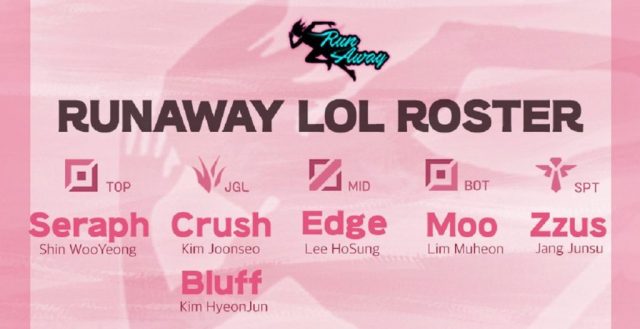 Run
Away
RUNAWAY LOL ROSTER
TOP JGL MID BOT SPT
Seraph Crush Edge Moo Zzus
Shin WooYeong Kim Joonseo Lee HoSung Lim Muheon Jang Junsu
Bluff
Kim HyeonJun